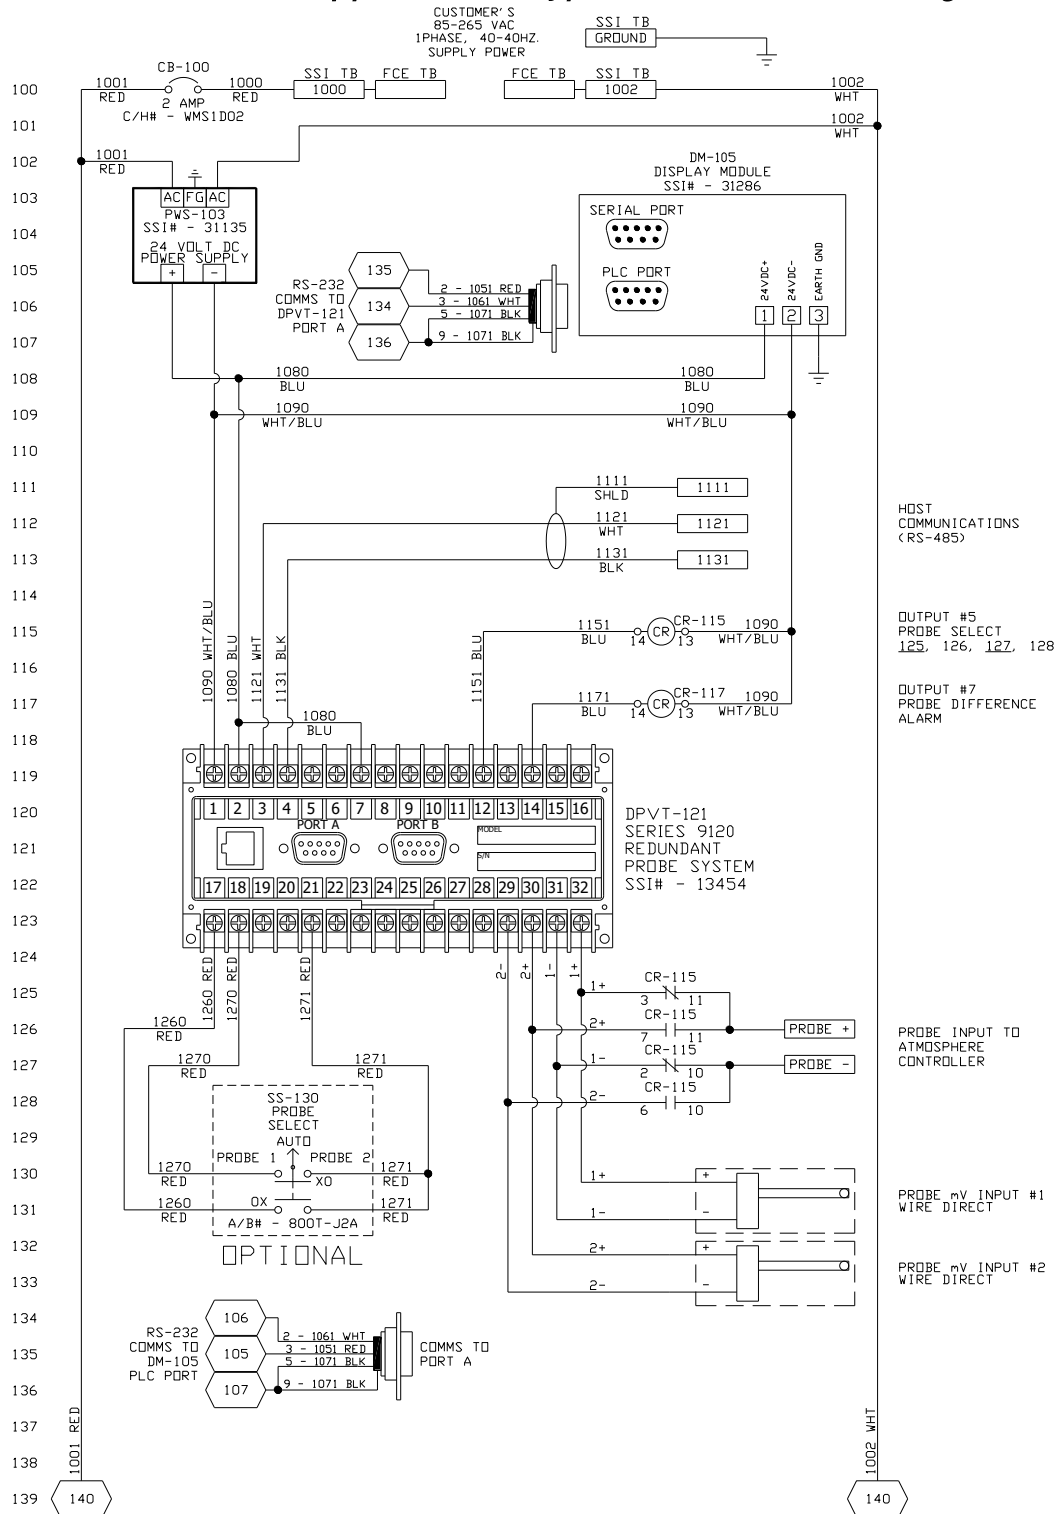 CUSTOMER'S
85-265 VAC
1PHASE, 40-40HZ.
SUPPLY POWER
SSI TB
GROUND
100
1001
RED
CB-100
2 AMP
C/H# - WMS1D02
1000
RED
SSI TB
1000
FCE TB
FCE TB
SSI TB
1002
1002
WHT
101
1002
WHT
102
1001
RED
103
AC FG AC
PWS-103
SSI# - 31135
24 VOLT DC
POWER SUPPLY
+ -
DM-105
DISPLAY MODULE
SSI# - 31286
SERIAL PORT
PLC PORT
24VDC+
24VDC-
EARTH GND
1 2 3
104
105
106
107
RS-232
COMMS TO
DPVT-121
PORT A
135
134
136
2 - 1051 RED
3 - 1061 WHT
5 - 1071 BLK
9 - 1071 BLK
108
1080
BLU
1080
BLU
109
1090
WHT/BLU
1090
WHT/BLU
110
111
1111
SHLD
1111
112
1121
WHT
1121
113
1131
BLK
1131
HOST
COMMUNICATIONS
(RS-485)
114
115
1151
BLU
14
CR
CR-115
13
1090
WHT/BLU
OUTPUT #5
PROBE SELECT
125, 126, 127, 128
116
1090 WHT/BLU
1080 BLU
1121 WHT
1131 BLK
1151 BLU
117
1171
BLU
14
CR
CR-117
13
1090
WHT/BLU
OUTPUT #7
PROBE DIFFERENCE
ALARM
1080
BLU
118
119
120
1 2 3 4 5 6 7 8 9 10 11 12 13 14 15 16
PORT A
PORT B
MODEL
S/N
121
DPVT-121
SERIES 9120
REDUNDANT
PROBE SYSTEM
SSI# - 13454
122
17 18 19 20 21 22 23 24 25 26 27 28 29 30 31 32
123
124
1260 RED
1270 RED
1271 RED
2-
2+
1-
1+
125
1+
CR-115
3
11
126
1260
RED
2+
CR-115
7
11
PROBE +
127
1270
RED
1271
RED
1-
CR-115
2
10
PROBE -
PROBE INPUT TO
ATMOSPHERE
CONTROLLER
128
2-
CR-115
6
10
SS-130
PROBE
SELECT
AUTO
129
PROBE 1
PROBE 2
130
1270
RED
XO
1271
RED
1+
+
131
1260
RED
OX
1271
RED
A/B# - 800T-J2A
1-
-
PROBE mV INPUT #1
WIRE DIRECT
OPTIONAL
132
2+
+
133
2-
-
PROBE mV INPUT #2
WIRE DIRECT
134
135
136
RS-232
COMMS TO
DM-105
PLC PORT
106
105
107
2 - 1061 WHT
3 - 1051 RED
5 - 1071 BLK
9 - 1071 BLK
COMMS TO
PORT A
137
1001 RED
1002 WHT
138
139
140
140